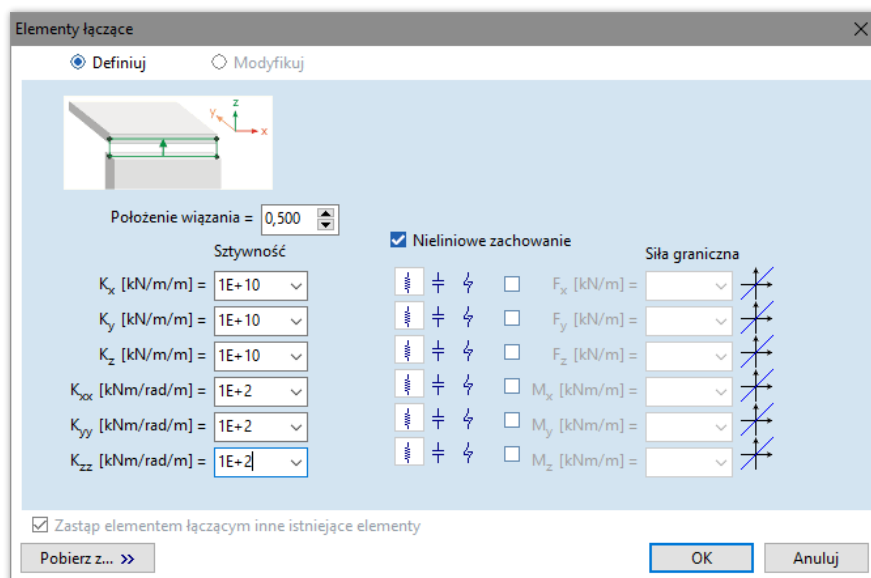 Elementy łączące
Definiuj Modyfikuj
z
y
x
Położenie wiązania = 0,500
Nieliniowe zachowanie
Sztywność Siła graniczna
Kx [kN/m/m] = 1E+10 Fx [kN/m] =
Ky [kN/m/m] = 1E+10 Fy [kN/m] =
Kz [kN/m/m] = 1E+10 Fz [kN/m] =
Kxx [kNm/rad/m] = 1E+2 Mx [kNm/m] =
Kyy [kNm/rad/m] = 1E+2 My [kNm/m] =
Kzz [kNm/rad/m] = 1E+2 Mz [kNm/m] =
Zastąp elementem łączącym inne istniejące elementy
Pobierz z... >> OK Anuluj